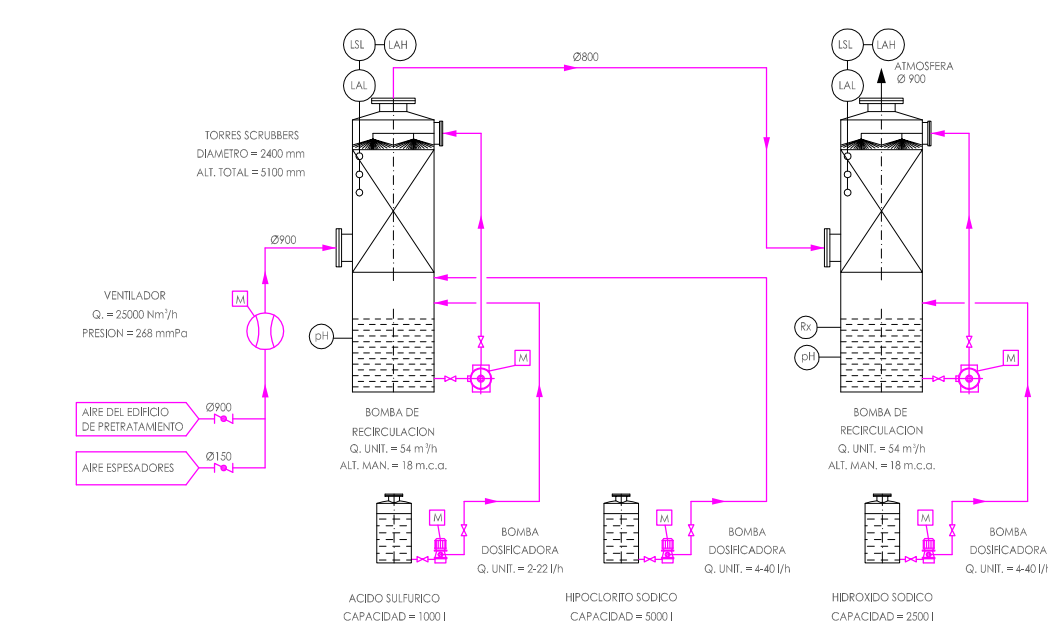 LSL
LAH
LAL
Ø800
LSL
LAH
LAL
ATMOSFERA
Ø 900
TORRES SCRUBBERS
DIAMETRO = 2400 mm
ALT. TOTAL = 5100 mm
Ø900
VENTILADOR
Q. = 25000 Nm³/h
PRESION = 268 mmPa
M
pH
Rx
pH
M
M
AIRE DEL EDIFICIO
DE PRETRATAMIENTO
Ø900
AIRE ESPESADORES
Ø150
BOMBA DE
RECIRCULACION
Q. UNIT. = 54 m³/h
ALT. MAN. = 18 m.c.a.
BOMBA DE
RECIRCULACION
Q. UNIT. = 54 m³/h
ALT. MAN. = 18 m.c.a.
M
BOMBA
DOSIFICADORA
Q. UNIT. = 2-22 l/h
M
BOMBA
DOSIFICADORA
Q. UNIT. = 4-40 l/h
M
BOMBA
DOSIFICADORA
Q. UNIT. = 4-40 l/h
ACIDO SULFURICO
CAPACIDAD = 1000 l
HIPOCLORITO SODICO
CAPACIDAD = 5000 l
HIDROXIDO SODICO
CAPACIDAD = 2500 l